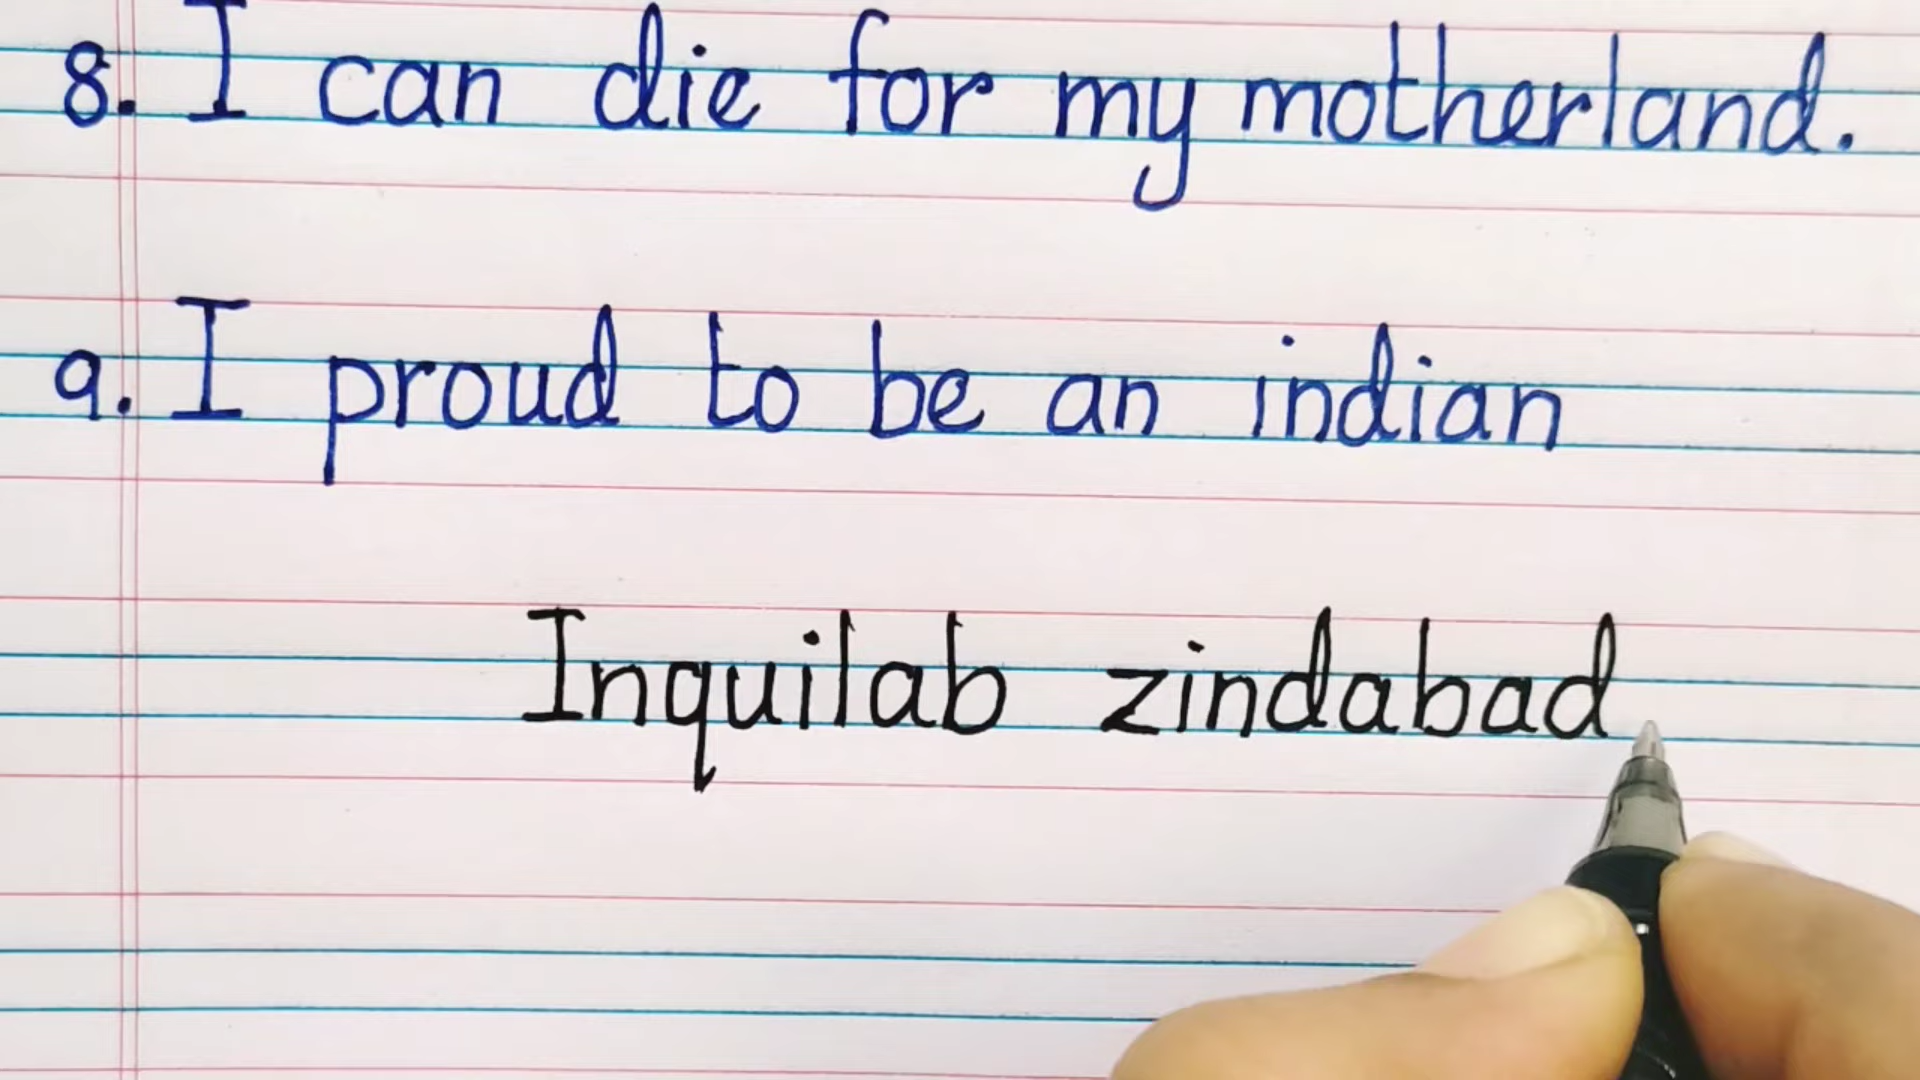 8. I can die for my motherland.
9. I proud to be an indian
Inquilab zindabad